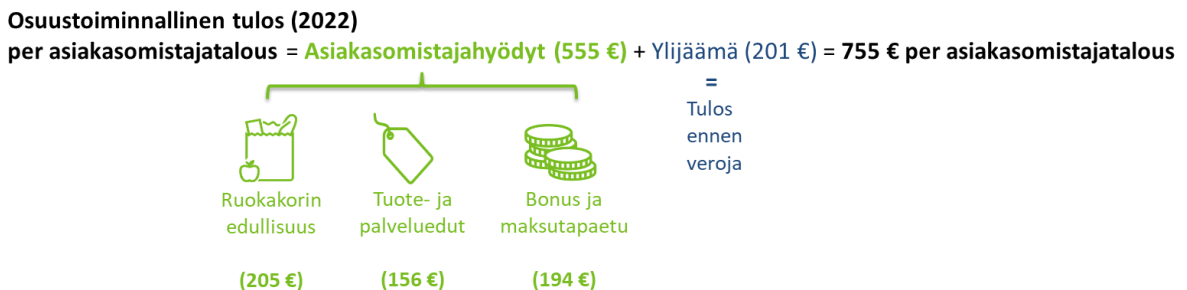 Osuustoiminnallinen tulos (2022)
per asiakasomistajatalous = Asiakasomistajahyödyt (555 €) + Ylijäämä (201 €) = 755 € per asiakasomistajatalous
=
Tulos
ennen
veroja
Ruokakorin
edullisuus
(205 €)
Tuote- ja
palveluedut
(156 €)
Bonus ja
maksutapaetu
(194 €)